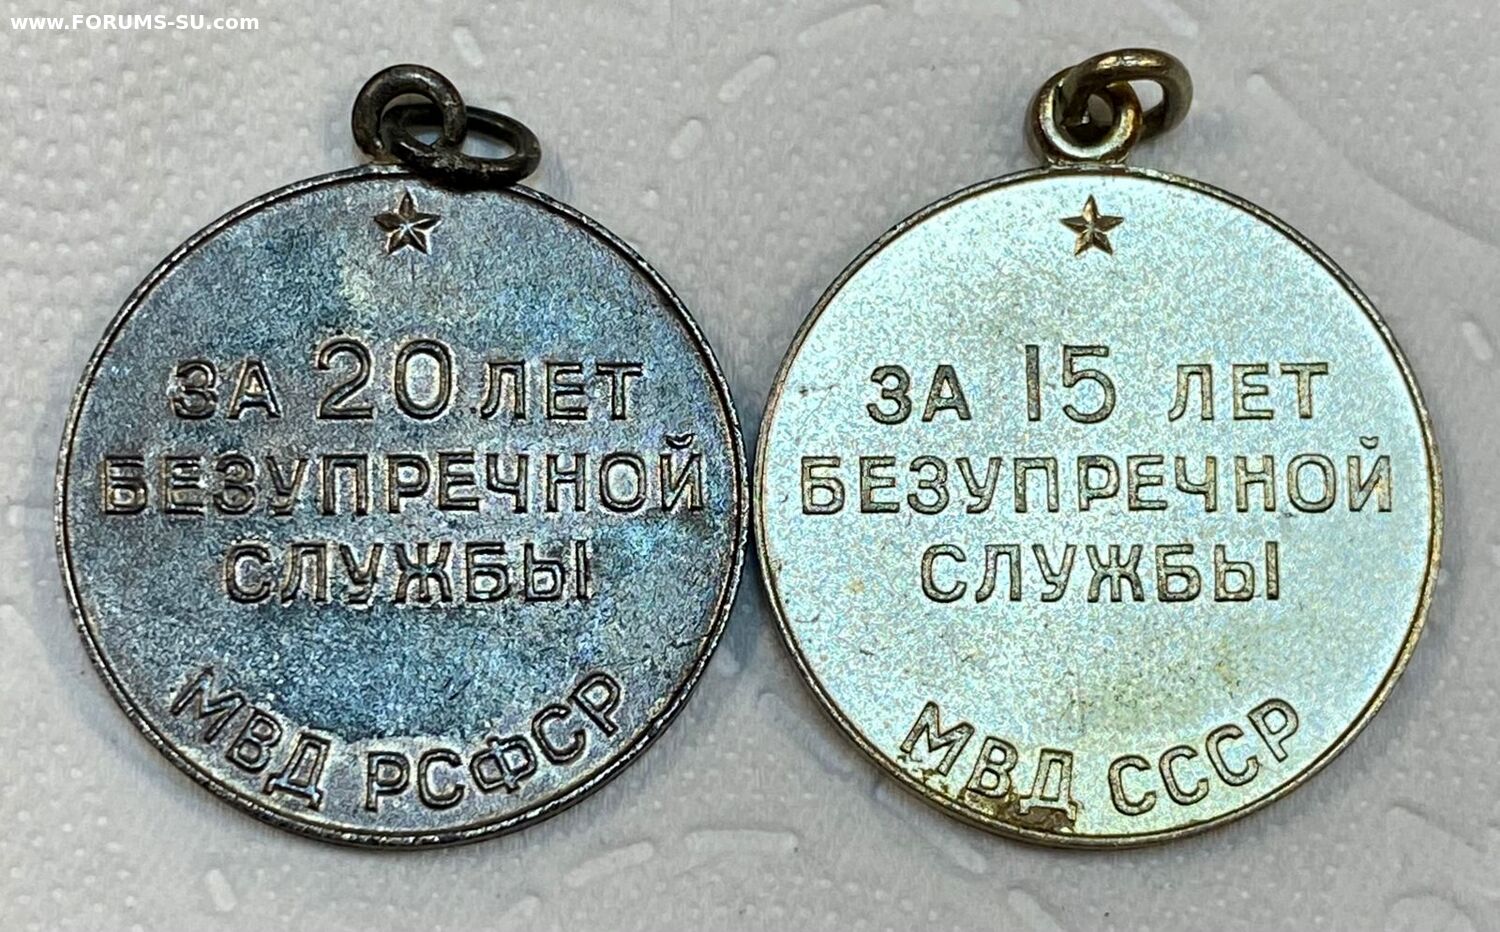 www.FORUMS-SU.com
ЗА 20 ЛЕТ
БЕЗУПРЕЧНОЙ
СЛУЖБЫ
МВД РСФСР
ЗА 15 ЛЕТ
БЕЗУПРЕЧНОЙ
СЛУЖБЫ
МВД СССР